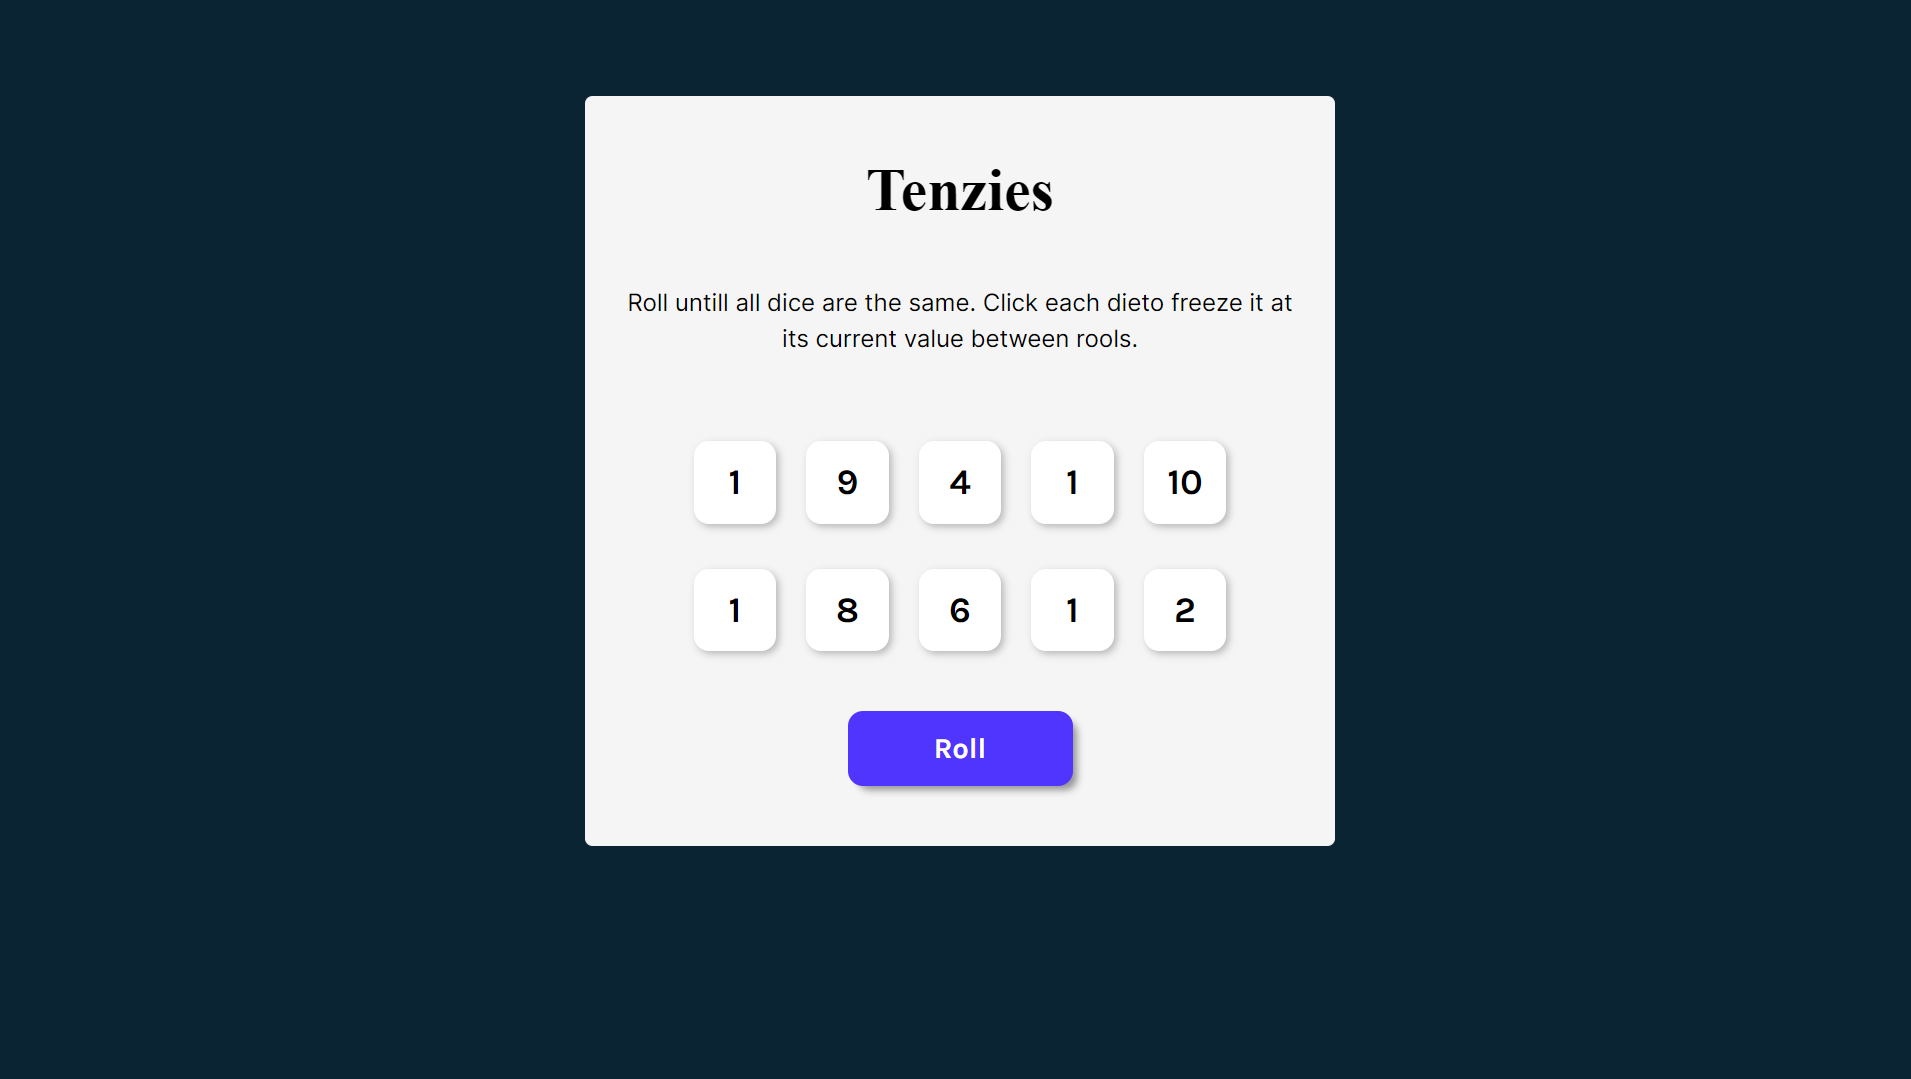 Tenzies
Roll untill all dice are the same. Click each dieto freeze it at
its current value between rools.
1 9 4 1 10
1 8 6 1 2
Roll